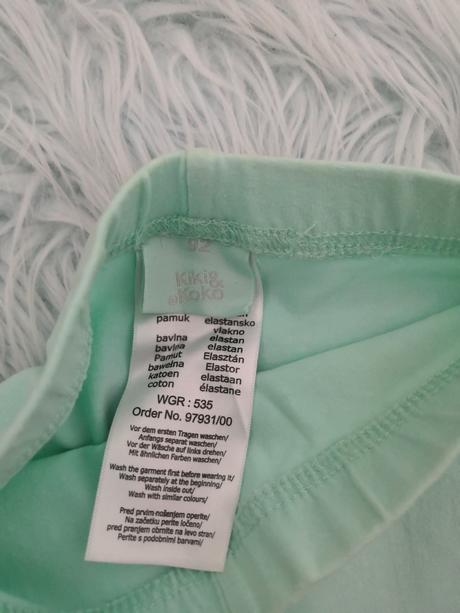 92
Kiki&
Koko
pamuk elastansko
vlakno
bavlna elastan
bavlna elastan
Pamut Elasztán
bawełna Elastor
katoen elastaan
coton élastane
WGR : 535
Order No. 97931/00
Vor dem ersten Tragen waschen/
Anfangs separat waschen/
Vor der Wäsche auf links drehen/
Mit ähnlichen Farben waschen/
Wash the garment first before wearing it/
Wash separately at the beginning/
Wash inside out/
Wash with similar colours/
Pred prvim nošenjem operite/
Na začetku perite ločeno/
pred pranjem obrnite na levo stran/
Perite s podobnimi barvami/